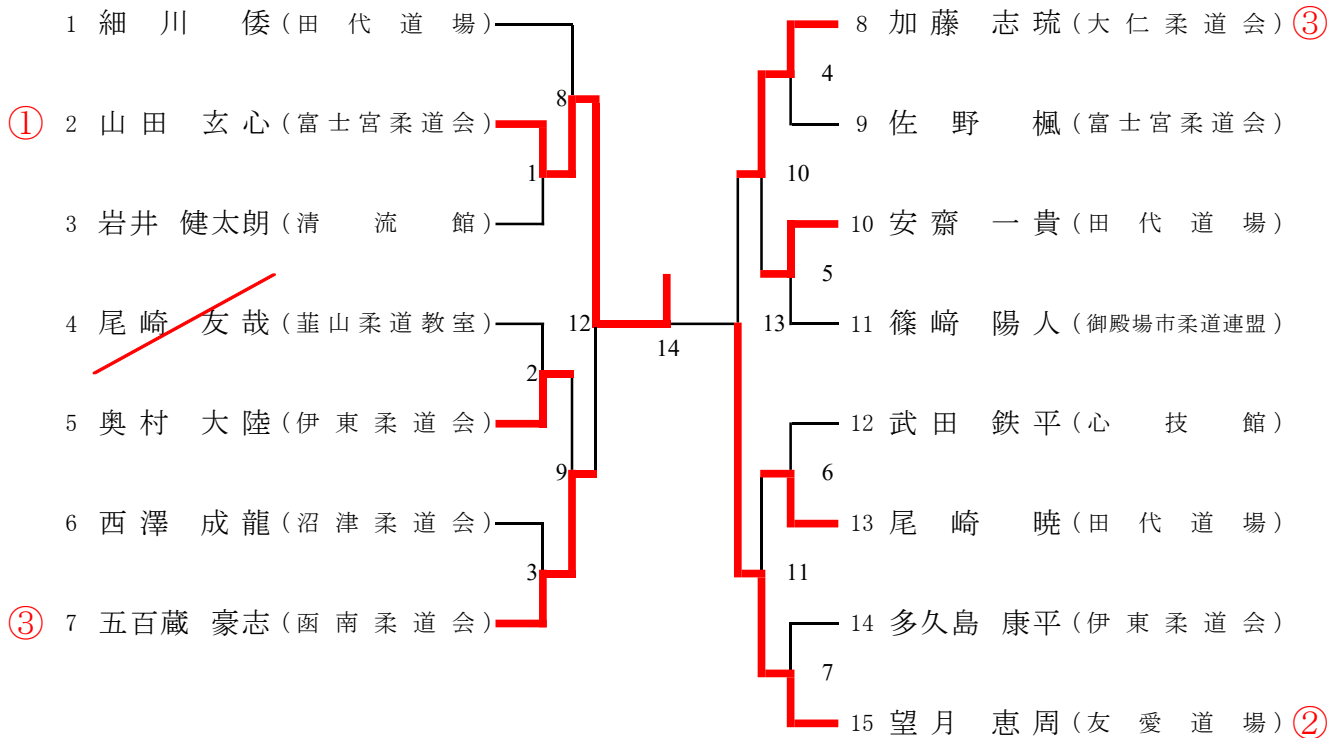 1 細川 倭 (田代道場)
8
① 2 山田 玄心 (富士宮柔道会)
1
3 岩井 健太朗 (清流館)
4 尾崎 友哉 (韮山柔道教室)
12
2
5 奥村 大陸 (伊東柔道会)
9
6 西澤 成龍 (沼津柔道会)
3
③ 7 五百蔵 豪志 (函南柔道会)
14
8 加藤 志琉 (大仁柔道会) ③
4
9 佐野 楓 (富士宮柔道会)
10
10 安齋 一貴 (田代道場)
5
13
11 篠﨑 陽人 (御殿場市柔道連盟)
12 武田 鉄平 (心技館)
6
13 尾崎 暁 (田代道場)
11
14 多久島 康平 (伊東柔道会)
7
15 望月 恵周 (友愛道場) ②